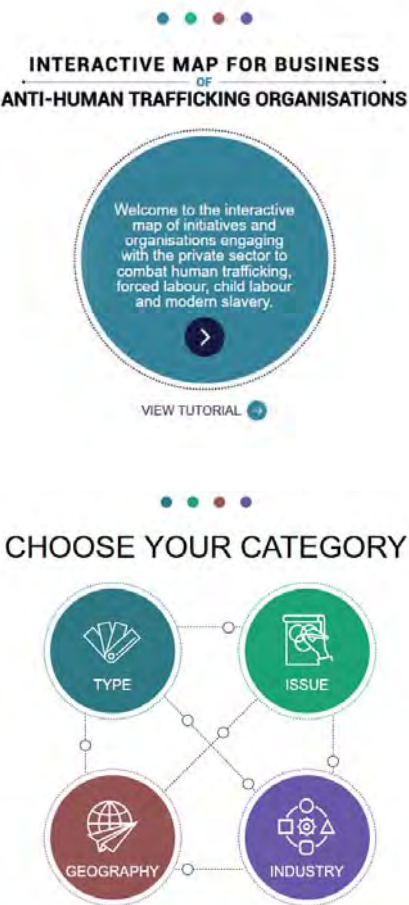 INTERACTIVE MAP FOR BUSINESS
OF
ANTI-HUMAN TRAFFICKING ORGANISATIONS
Welcome to the interactive
map of initiatives and
organisations engaging
with the private sector to
combat human trafficking,
forced labour, child labour
and modern slavery.
VIEW TUTORIAL
CHOOSE YOUR CATEGORY
TYPE
ISSUE
GEOGRAPHY
INDUSTRY